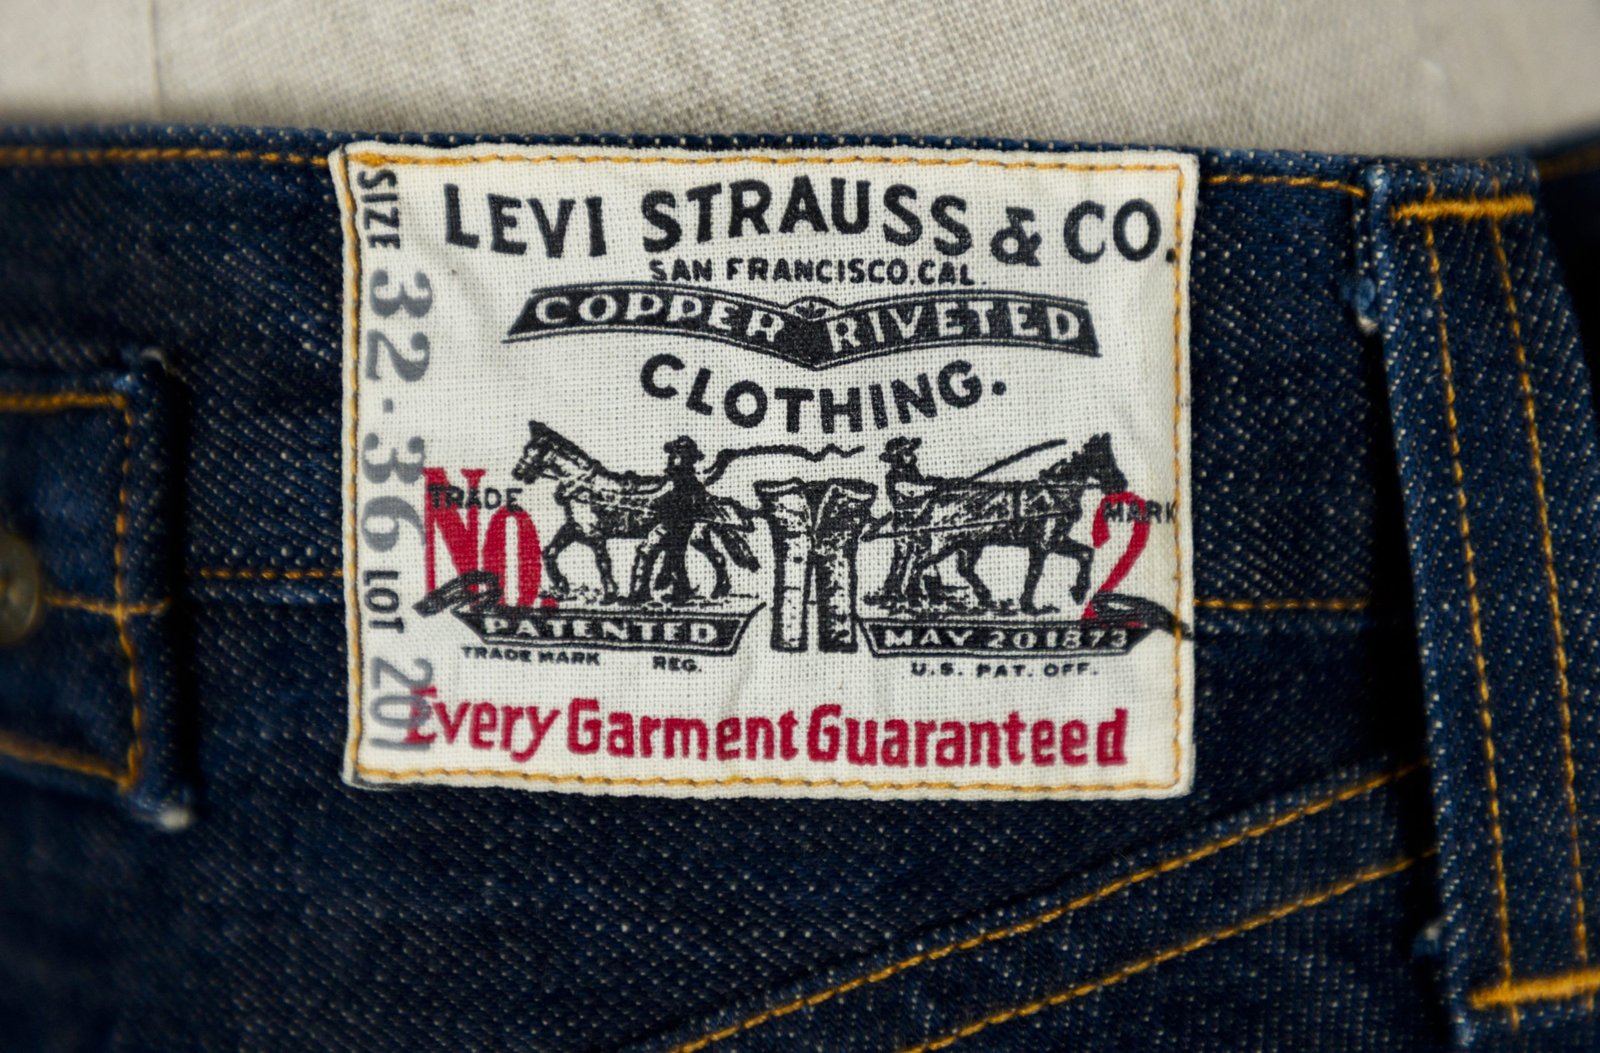 LEVI STRAUSS & CO.
SAN FRANCISCO.CAL.
COPPER RIVETED
CLOTHING.
TRADE MARK
No. 2
PATENTED MAY 20 1873
TRADE MARK REG. U.S. PAT. OFF.
Every Garment Guaranteed
SIZE 32-36 LOT 201